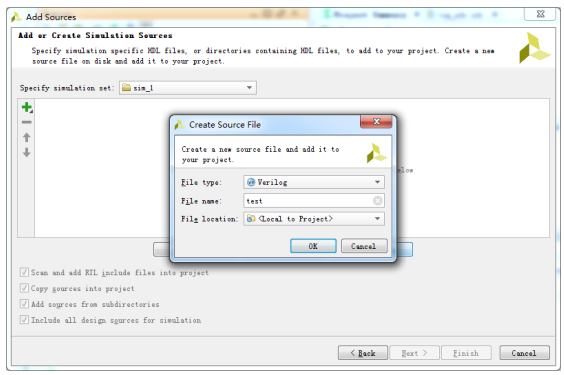 Add Sources
Add or Create Simulation Sources
Specify simulation specific HDL files, or directories containing HDL files, to add to your project. Create a new
source file on disk and add it to your project.
Specify simulation set: sim_1
Create Source File
Create a new source file and add it to
your project.
elow
File type: Verilog
File name: test
File location: <Local to Project>
OK Cancel
Scan and add RTL include files into project
Copy sources into project
Add sources from subdirectories
Include all design sources for simulation
< Back Next > Finish Cancel